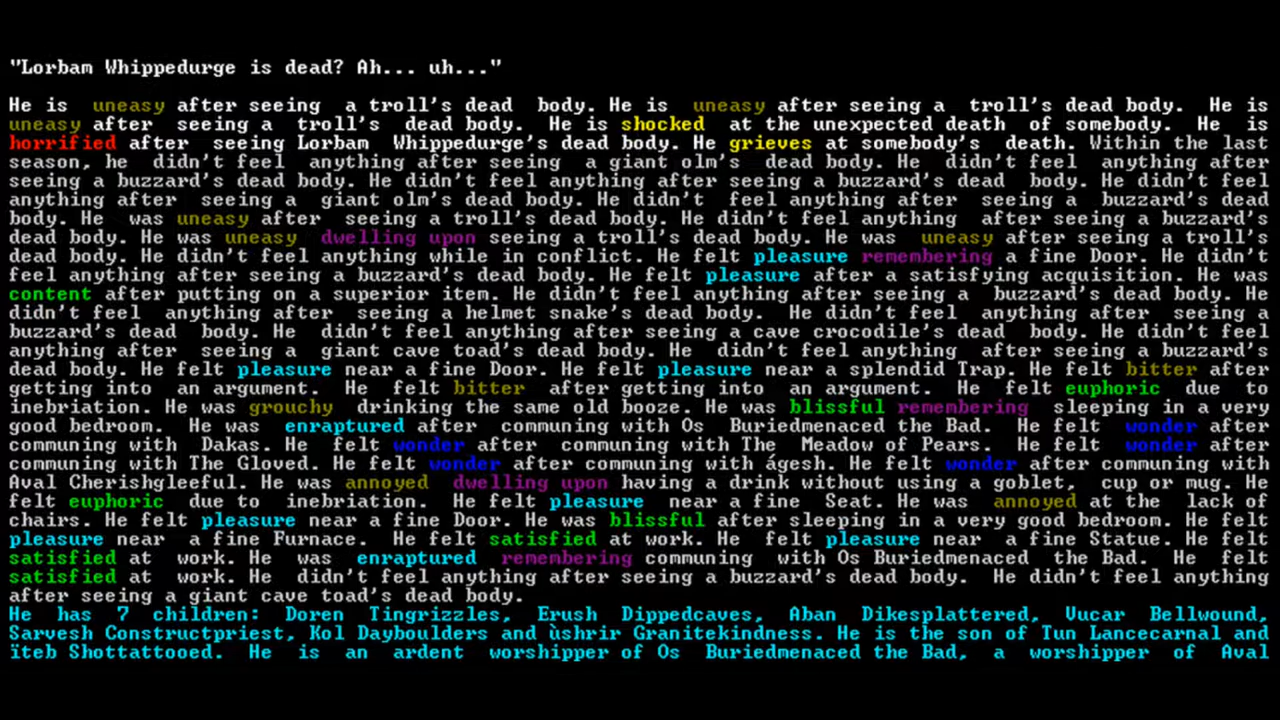 "Lorbam Whippedurge is dead? Ah... uh..."
He is uneasy after seeing a troll's dead body. He is uneasy after seeing a troll's dead body. He is
uneasy after seeing a troll's dead body. He is shocked at the unexpected death of somebody. He is
horrified after seeing Lorbam Whippedurge's dead body. He grieves at somebody's death. Within the last
season, he didn't feel anything after seeing a giant olm's dead body. He didn't feel anything after
seeing a buzzard's dead body. He didn't feel anything after seeing a buzzard's dead body. He didn't feel
anything after seeing a giant olm's dead body. He didn't feel anything after seeing a buzzard's dead
body. He was uneasy after seeing a troll's dead body. He didn't feel anything after seeing a buzzard's
dead body. He was uneasy dwelling upon seeing a troll's dead body. He was uneasy after seeing a troll's
dead body. He didn't feel anything while in conflict. He felt pleasure remembering a fine Door. He didn't
feel anything after seeing a buzzard's dead body. He felt pleasure after a satisfying acquisition. He was
content after putting on a superior item. He didn't feel anything after seeing a buzzard's dead body. He
didn't feel anything after seeing a helmet snake's dead body. He didn't feel anything after seeing a
buzzard's dead body. He didn't feel anything after seeing a cave crocodile's dead body. He didn't feel
anything after seeing a giant cave toad's dead body. He didn't feel anything after seeing a buzzard's
dead body. He felt pleasure near a fine Door. He felt pleasure near a splendid Trap. He felt bitter after
getting into an argument. He felt bitter after getting into an argument. He felt euphoric due to
inebriation. He was grouchy drinking the same old booze. He was blissful remembering sleeping in a very
good bedroom. He was enraptured after communing with Os Buriedmenaced the Bad. He felt wonder after
communing with Dakas. He felt wonder after communing with The Meadow of Pears. He felt wonder after
communing with The Gloved. He felt wonder after communing with ágesh. He felt wonder after communing with
Aval Cherishgleeful. He was annoyed dwelling upon having a drink without using a goblet, cup or mug. He
felt euphoric due to inebriation. He felt pleasure near a fine Seat. He was annoyed at the lack of
chairs. He felt pleasure near a fine Door. He was blissful after sleeping in a very good bedroom. He felt
pleasure near a fine Furnace. He felt satisfied at work. He felt pleasure near a fine Statue. He felt
satisfied at work. He was enraptured remembering communing with Os Buriedmenaced the Bad. He felt
satisfied at work. He didn't feel anything after seeing a buzzard's dead body. He didn't feel anything
after seeing a giant cave toad's dead body.
He has 7 children: Doren Tingrizzles, Erush Dippedcaves, Aban Dikesplattered, Vucar Bellwound,
Sarvesh Constructpriest, Kol Dayboulders and ùshrir Granitekindness. He is the son of Tun Lancecarnal and
ïteb Shottattooed. He is an ardent worshipper of Os Buriedmenaced the Bad, a worshipper of Aval